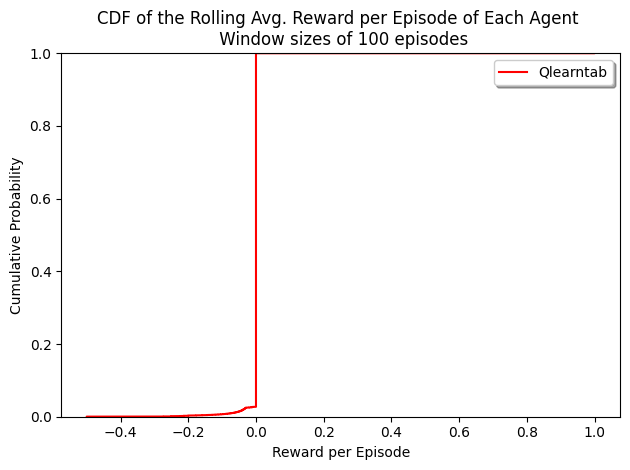 CDF of the Rolling Avg. Reward per Episode of Each Agent
Window sizes of 100 episodes
Qlearntab
Cumulative Probability
1.0
0.8
0.6
0.4
0.2
0.0
−0.4 −0.2 0.0 0.2 0.4 0.6 0.8 1.0
Reward per Episode